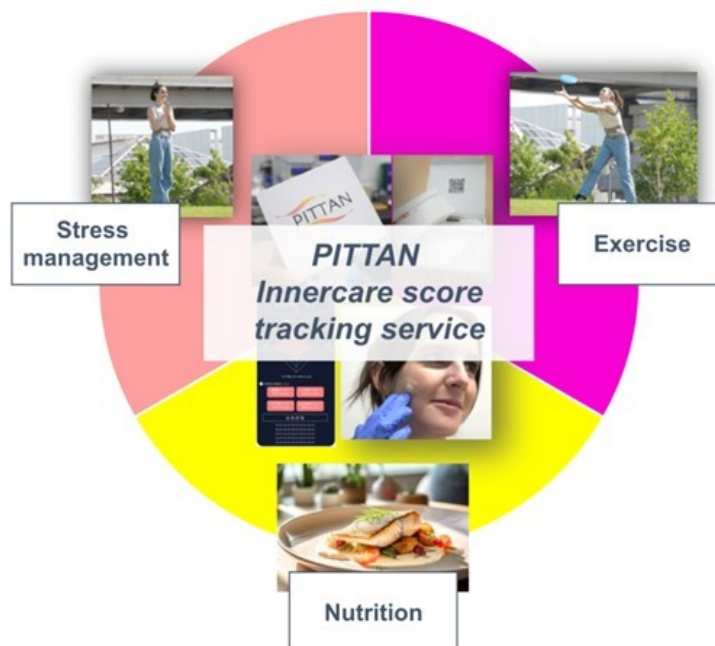 PITTAN
Stress
management
PITTAN
Innercare score
tracking service
Exercise
Nutrition